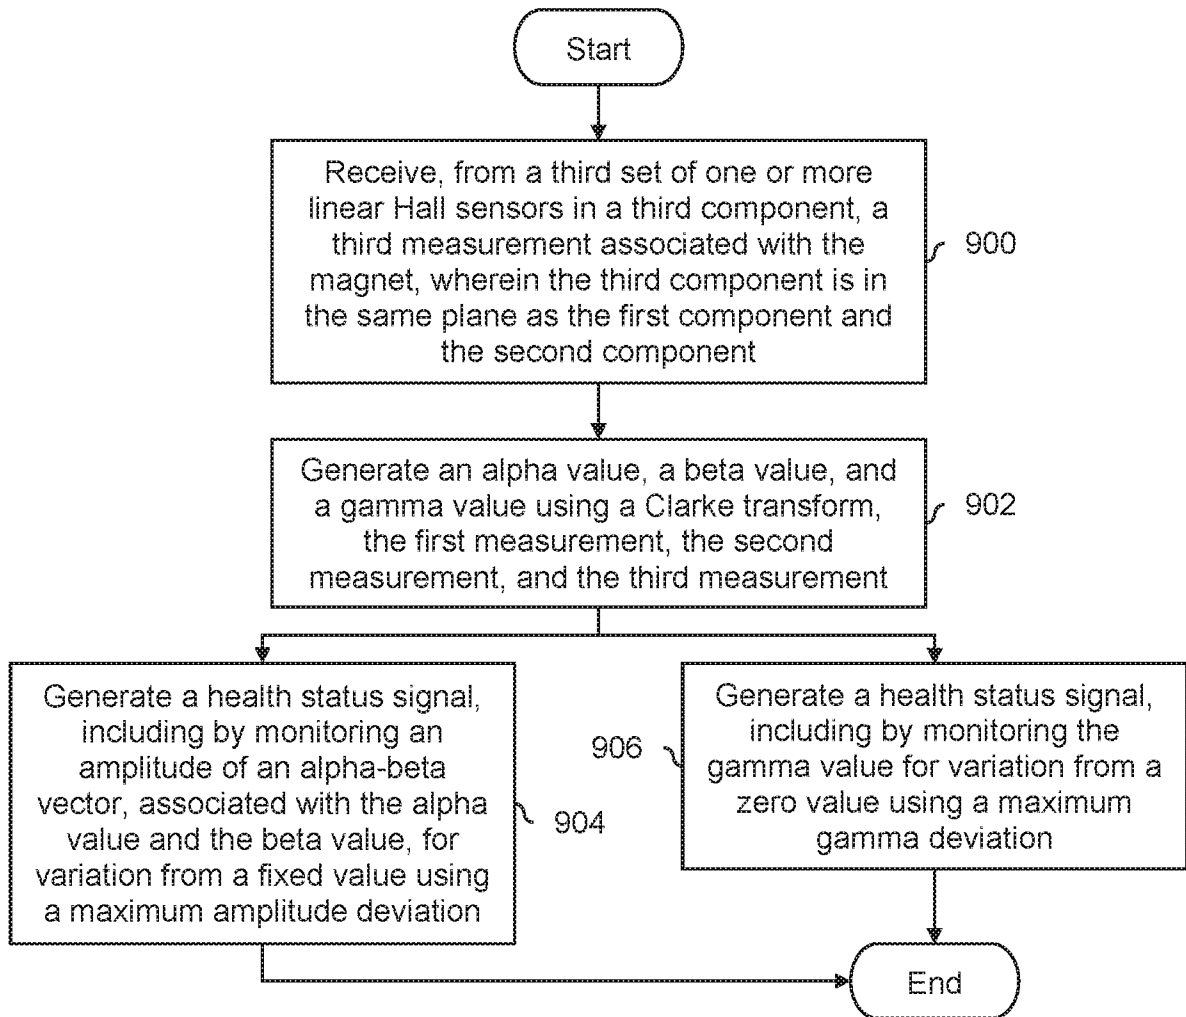 Start
Receive, from a third set of one or more
linear Hall sensors in a third component, a
third measurement associated with the
magnet, wherein the third component is in
the same plane as the first component and
the second component
900
Generate an alpha value, a beta value, and
a gamma value using a Clarke transform,
the first measurement, the second
measurement, and the third measurement
902
Generate a health status signal,
including by monitoring an
amplitude of an alpha-beta
vector, associated with the alpha
value and the beta value, for
variation from a fixed value using
a maximum amplitude deviation
904
906
Generate a health status signal,
including by monitoring the
gamma value for variation from a
zero value using a maximum
gamma deviation
End